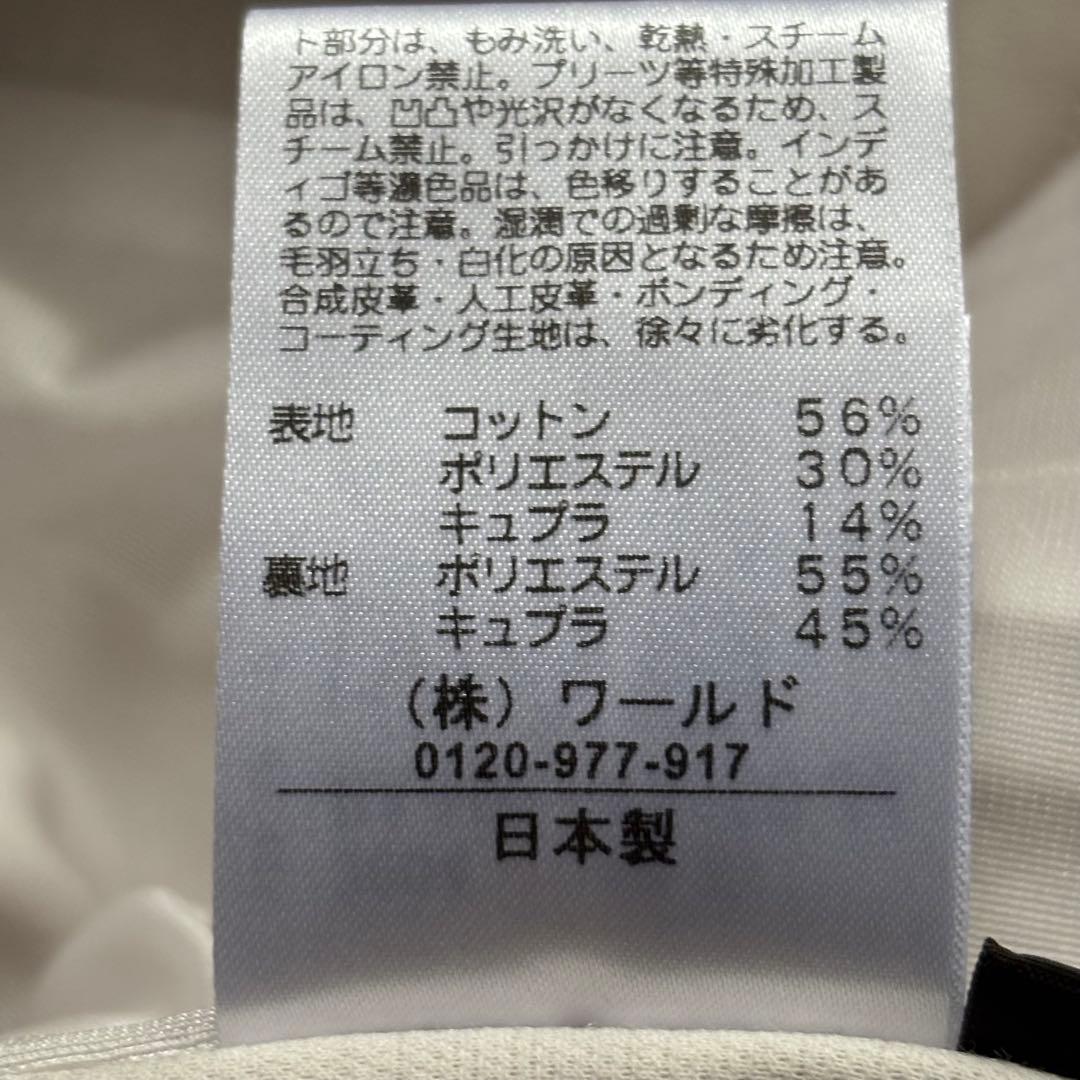 ト部分は、もみ洗い、乾熱・スチーム
アイロン禁止。プリーツ等特殊加工製
品は、凹凸や光沢がなくなるため、ス
チーム禁止。引っかけに注意。インデ
ィゴ等濃色品は、色移りすることがあ
るので注意。湿潤での過剰な摩擦は、
毛羽立ち・白化の原因となるため注意。
合成皮革・人工皮革・ボンディング・
コーティング生地は、徐々に劣化する。
表地 コットン 56%
ポリエステル 30%
キュプラ 14%
裏地 ポリエステル 55%
キュプラ 45%
(株)ワールド
0120-977-917
日本製